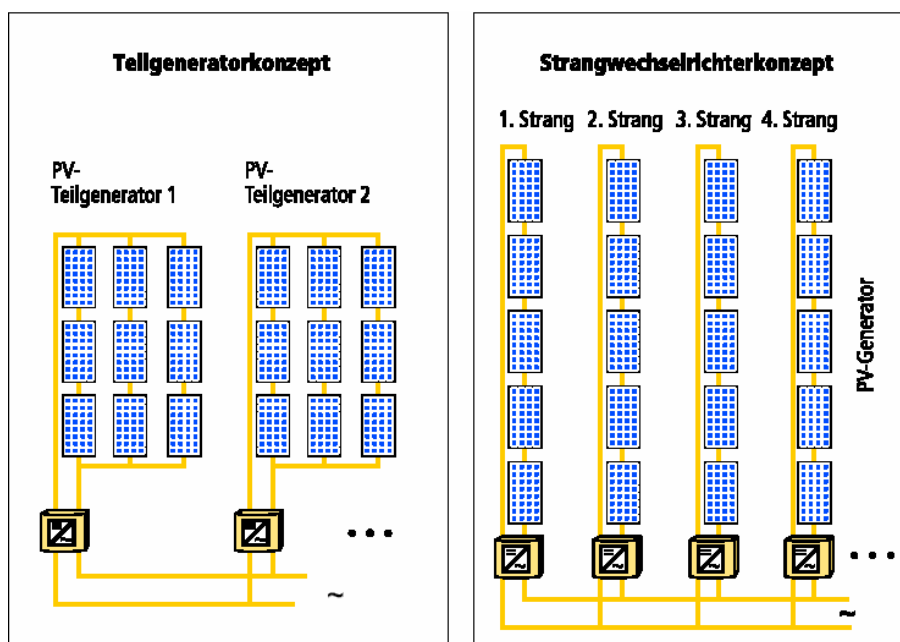 Teilgeneratorkonzept
PV-
Teilgenerator 1
PV-
Teilgenerator 2
• • •
~
Strangwechselrichterkonzept
1. Strang 2. Strang 3. Strang 4. Strang
PV-Generator
• • •
~